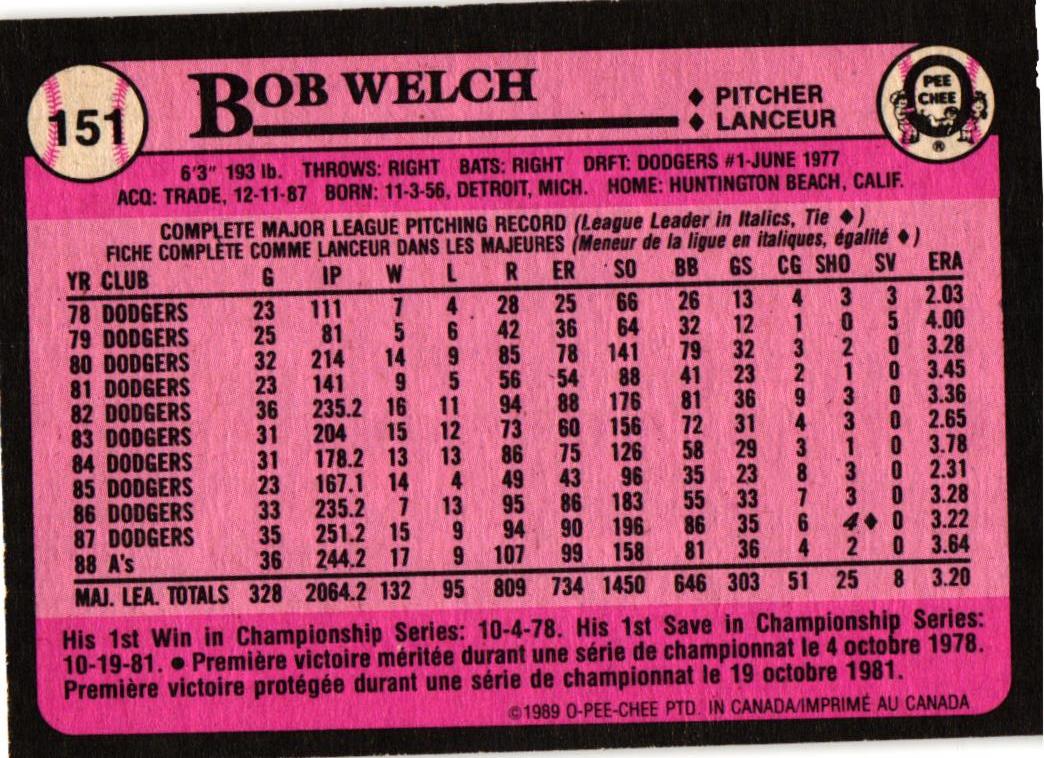 151
BOB WELCH
♦ PITCHER
♦ LANCEUR
PEE
CHEE
®
6'3" 193 lb. THROWS: RIGHT BATS: RIGHT DRFT: DODGERS #1-JUNE 1977
ACQ: TRADE, 12-11-87 BORN: 11-3-56, DETROIT, MICH. HOME: HUNTINGTON BEACH, CALIF.
COMPLETE MAJOR LEAGUE PITCHING RECORD (League Leader in Italics, Tie ♦)
FICHE COMPLÈTE COMME LANCEUR DANS LES MAJEURES (Meneur de la ligue en italiques, égalité ♦)
YR CLUB G IP W L R ER SO BB GS CG SHO SV ERA
78 DODGERS 23 111 7 4 28 25 66 26 13 4 3 3 2.03
79 DODGERS 25 81 5 6 42 36 64 32 12 1 0 5 4.00
80 DODGERS 32 214 14 9 85 78 141 79 32 3 2 0 3.28
81 DODGERS 23 141 9 5 56 54 88 41 23 2 1 0 3.45
82 DODGERS 36 235.2 16 11 94 88 176 81 36 9 3 0 3.36
83 DODGERS 31 204 15 12 73 60 156 72 31 4 3 0 2.65
84 DODGERS 31 178.2 13 13 86 75 126 58 29 3 1 0 3.78
85 DODGERS 23 167.1 14 4 49 43 96 35 23 8 3 0 2.31
86 DODGERS 33 235.2 7 13 95 86 183 55 33 7 3 0 3.28
87 DODGERS 35 251.2 15 9 94 90 196 86 35 6 4♦ 0 3.22
88 A's 36 244.2 17 9 107 99 158 81 36 4 2 0 3.64
MAJ. LEA. TOTALS 328 2064.2 132 95 809 734 1450 646 303 51 25 8 3.20
His 1st Win in Championship Series: 10-4-78. His 1st Save in Championship Series:
10-19-81. ● Première victoire méritée durant une série de championnat le 4 octobre 1978.
Première victoire protégée durant une série de championnat le 19 octobre 1981.
©1989 O-PEE-CHEE PTD. IN CANADA/IMPRIMÉ AU CANADA